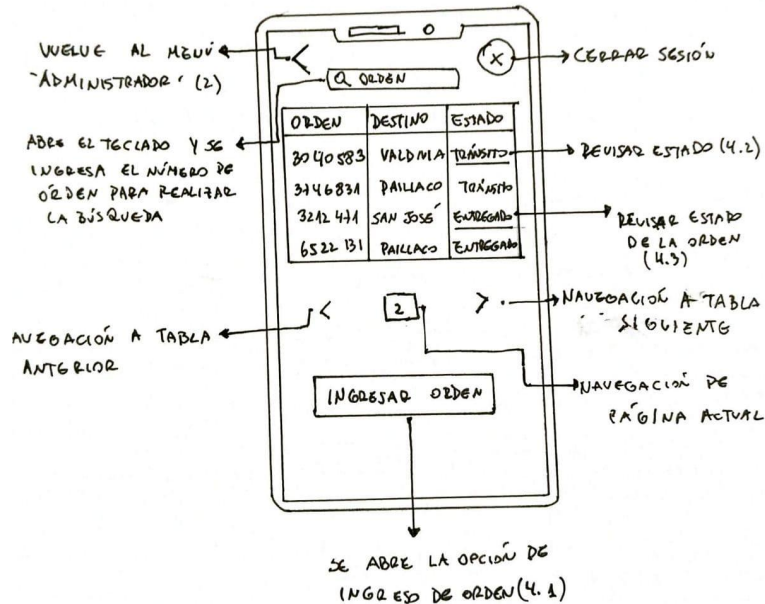 VUELVE AL MENÚ
"ADMINISTRADOR" (2)
CERRAR SESIÓN
X
Q ORDEN
ABRE EL TECLADO Y SE
INGRESA EL NÚMERO DE
ÓRDEN PARA REALIZAR
LA BÚSQUEDA
ORDEN DESTINO ESTADO
3040583 VALDIVIA TRÁNSITO
3746831 PAILLACO TRÁNSITO
3212471 SAN JOSÉ ENTREGADO
6522131 PAILLACO ENTREGADO
REVISAR ESTADO (4.2)
REVISAR ESTADO
DE LA ORDEN
(4.3)
< 2 >
AVEGACIÓN A TABLA
ANTERIOR
NAVEGACIÓN A TABLA
SIGUIENTE
NAVEGACIÓN DE
PÁGINA ACTUAL
INGRESAR ORDEN
SE ABRE LA OPCIÓN DE
INGRESO DE ORDEN (4.1)